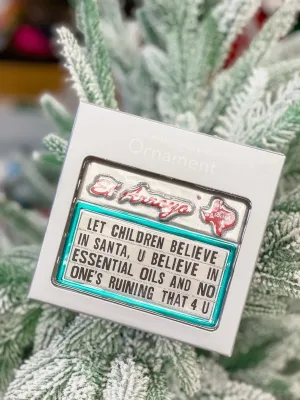 Ornament
El Arroyo
LET CHILDREN BELIEVE
IN SANTA, U BELIEVE IN
ESSENTIAL OILS AND NO
ONE'S RUINING THAT 4 U